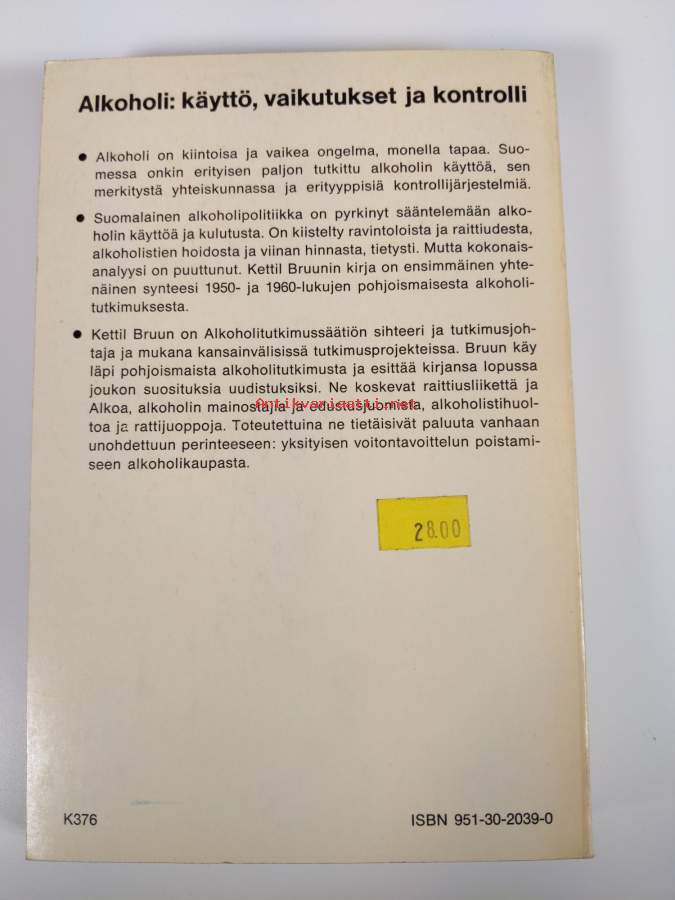 Alkoholi: käyttö, vaikutukset ja kontrolli
● Alkoholi on kiintoisa ja vaikea ongelma, monella tapaa. Suo-
messa onkin erityisen paljon tutkittu alkoholin käyttöä, sen
merkitystä yhteiskunnassa ja erityyppisiä kontrollijärjestelmiä.
● Suomalainen alkoholipolitiikka on pyrkinyt sääntelemään alko-
holin käyttöä ja kulutusta. On kiistelty ravintoloista ja raittiudesta,
alkoholistien hoidosta ja viinan hinnasta, tietysti. Mutta kokonais-
analyysi on puuttunut. Kettil Bruunin kirja on ensimmäinen yhte-
näinen synteesi 1950- ja 1960-lukujen pohjoismaisesta alkoholi-
tutkimuksesta.
● Kettil Bruun on Alkoholitutkimussäätiön sihteeri ja tutkimusjoh-
taja ja mukana kansainvälisissä tutkimusprojekteissa. Bruun käy
läpi pohjoismaista alkoholitutkimusta ja esittää kirjansa lopussa
joukon suosituksia uudistuksiksi. Ne koskevat raittiusliikettä ja
Antikvariaatti.net
Alkoa, alkoholin mainostajia ja edustusjuomista, alkoholistihuol-
toa ja rattijuoppoja. Toteutettuina ne tietäisivät paluuta vanhaan
unohdettuun perinteeseen: yksityisen voitontavoittelun poistami-
seen alkoholikaupasta.
28.00
K376
ISBN 951-30-2039-0